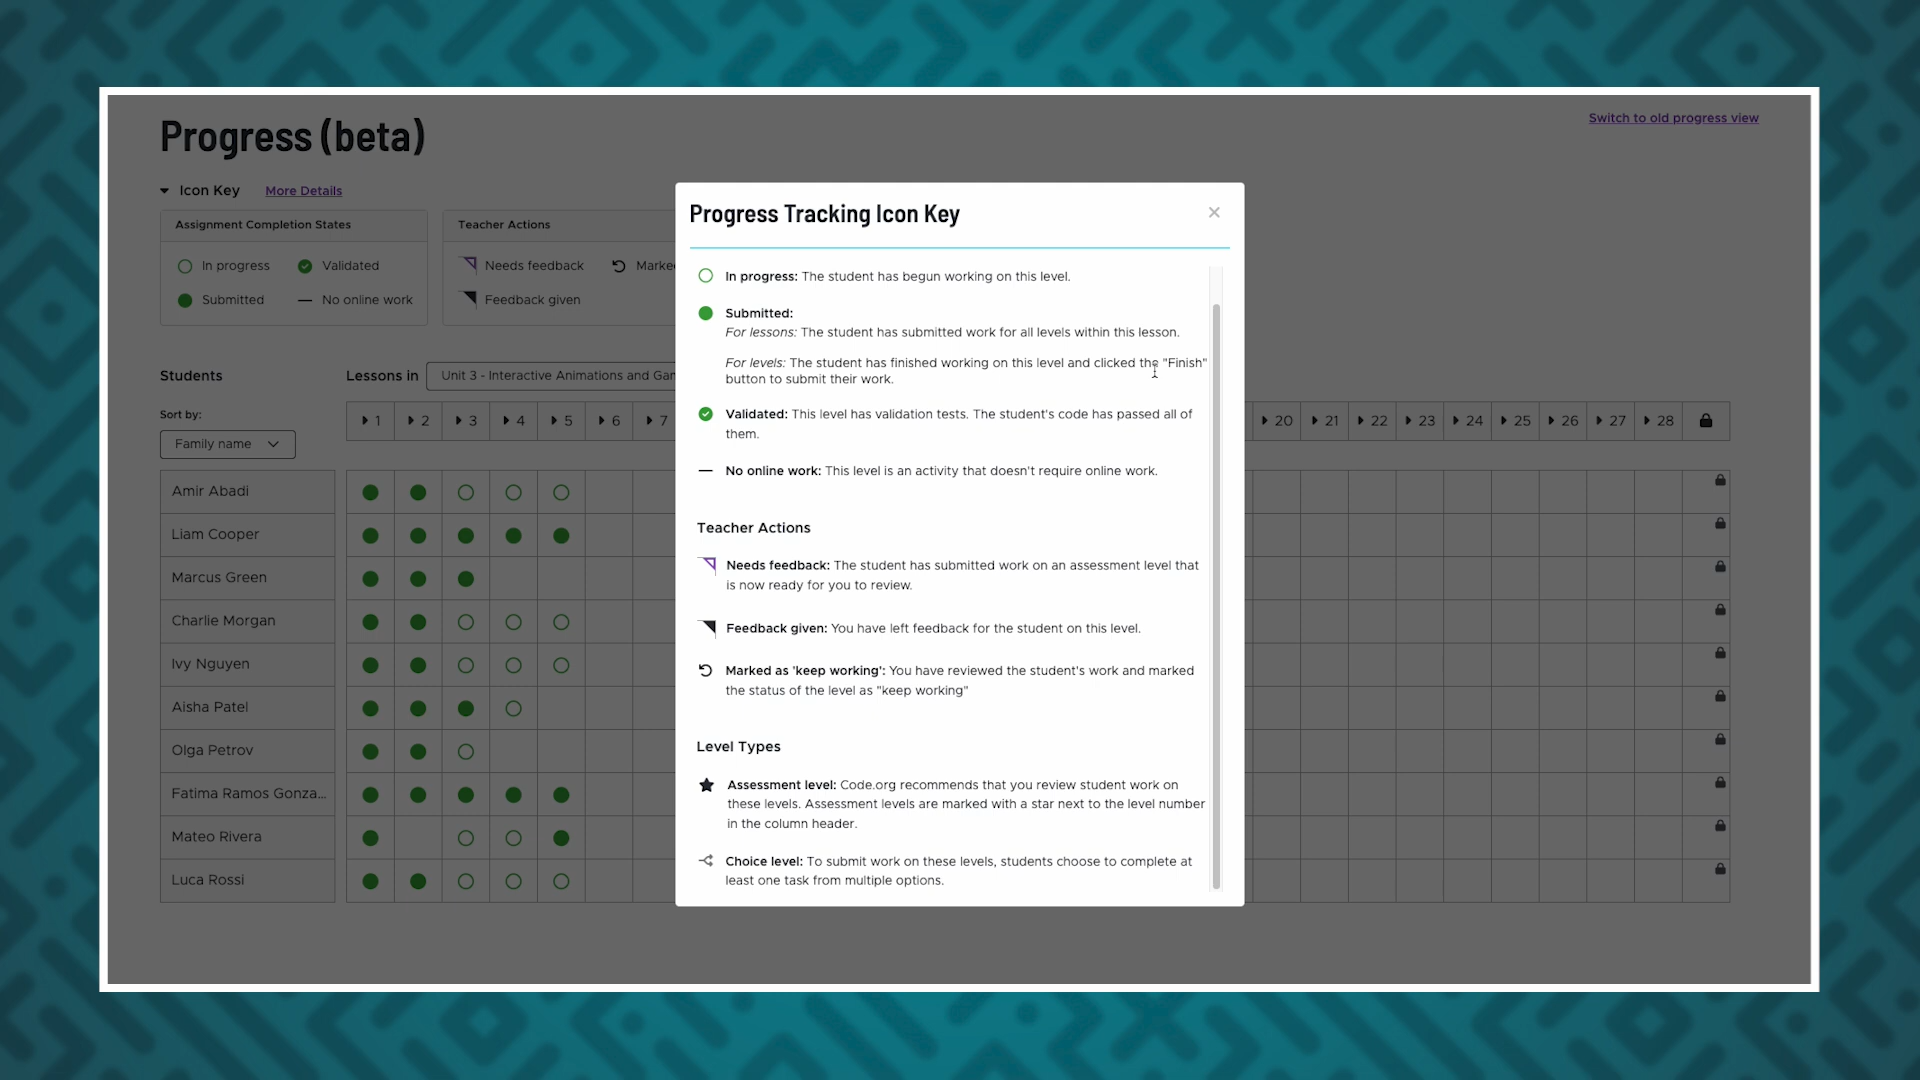 Progress (beta)
Switch to old progress view
Icon Key
More Details
Assignment Completion States
In progress
Validated
Submitted
No online work
Teacher Actions
Needs feedback
Marke
Feedback given
Students
Lessons in
Unit 3 - Interactive Animations and Gar
Sort by:
Family name
1 2 3 4 5 6 7
20 21 22 23 24 25 26 27 28
Amir Abadi
Liam Cooper
Marcus Green
Charlie Morgan
Ivy Nguyen
Aisha Patel
Olga Petrov
Fatima Ramos Gonza...
Mateo Rivera
Luca Rossi
Progress Tracking Icon Key
×
In progress: The student has begun working on this level.
Submitted:
For lessons: The student has submitted work for all levels within this lesson.
For levels: The student has finished working on this level and clicked the "Finish"
button to submit their work.
Validated: This level has validation tests. The student's code has passed all of
them.
No online work: This level is an activity that doesn't require online work.
Teacher Actions
Needs feedback: The student has submitted work on an assessment level that
is now ready for you to review.
Feedback given: You have left feedback for the student on this level.
Marked as 'keep working': You have reviewed the student's work and marked
the status of the level as "keep working"
Level Types
Assessment level: Code.org recommends that you review student work on
these levels. Assessment levels are marked with a star next to the level number
in the column header.
Choice level: To submit work on these levels, students choose to complete at
least one task from multiple options.